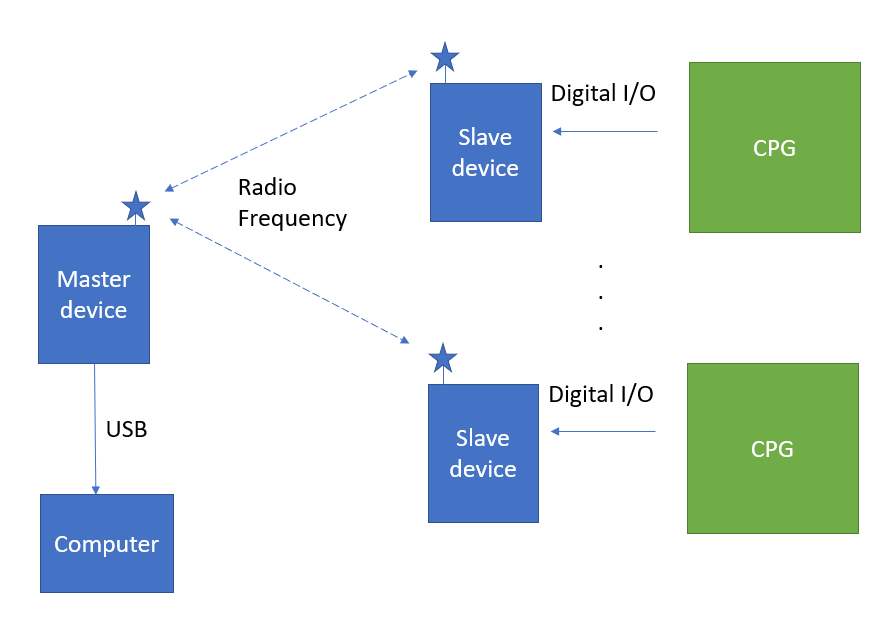 Digital I/O
Slave
device
CPG
Radio
Frequency
Master
device
.
.
.
Digital I/O
Slave
device
CPG
USB
Computer